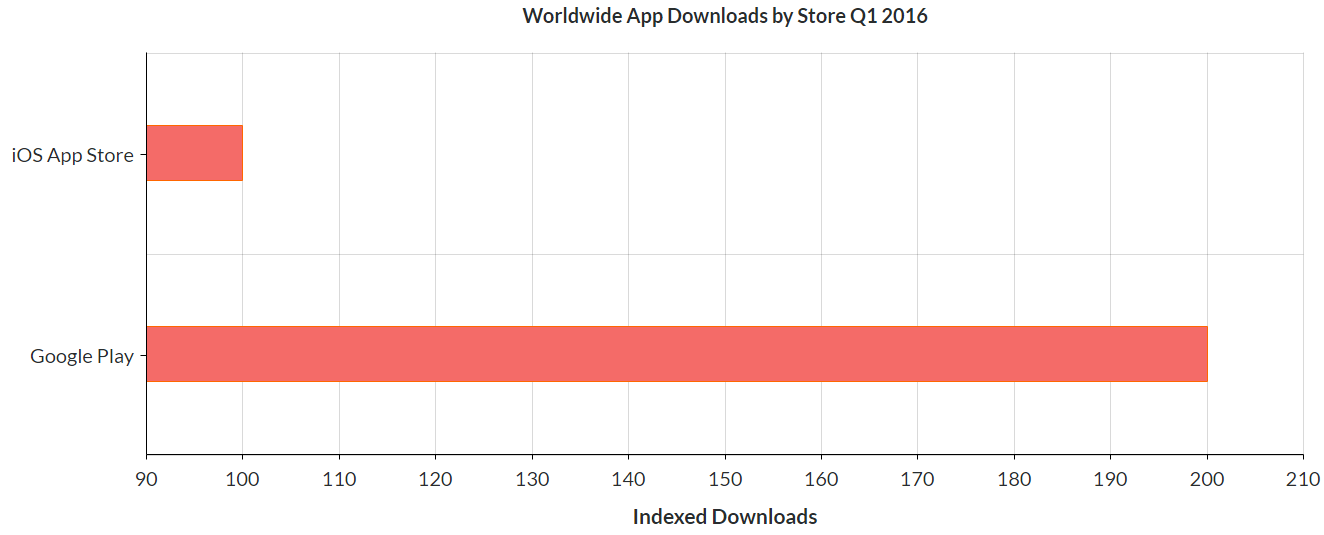 Worldwide App Downloads by Store Q1 2016
iOS App Store
Google Play
90 100 110 120 130 140 150 160 170 180 190 200 210
Indexed Downloads